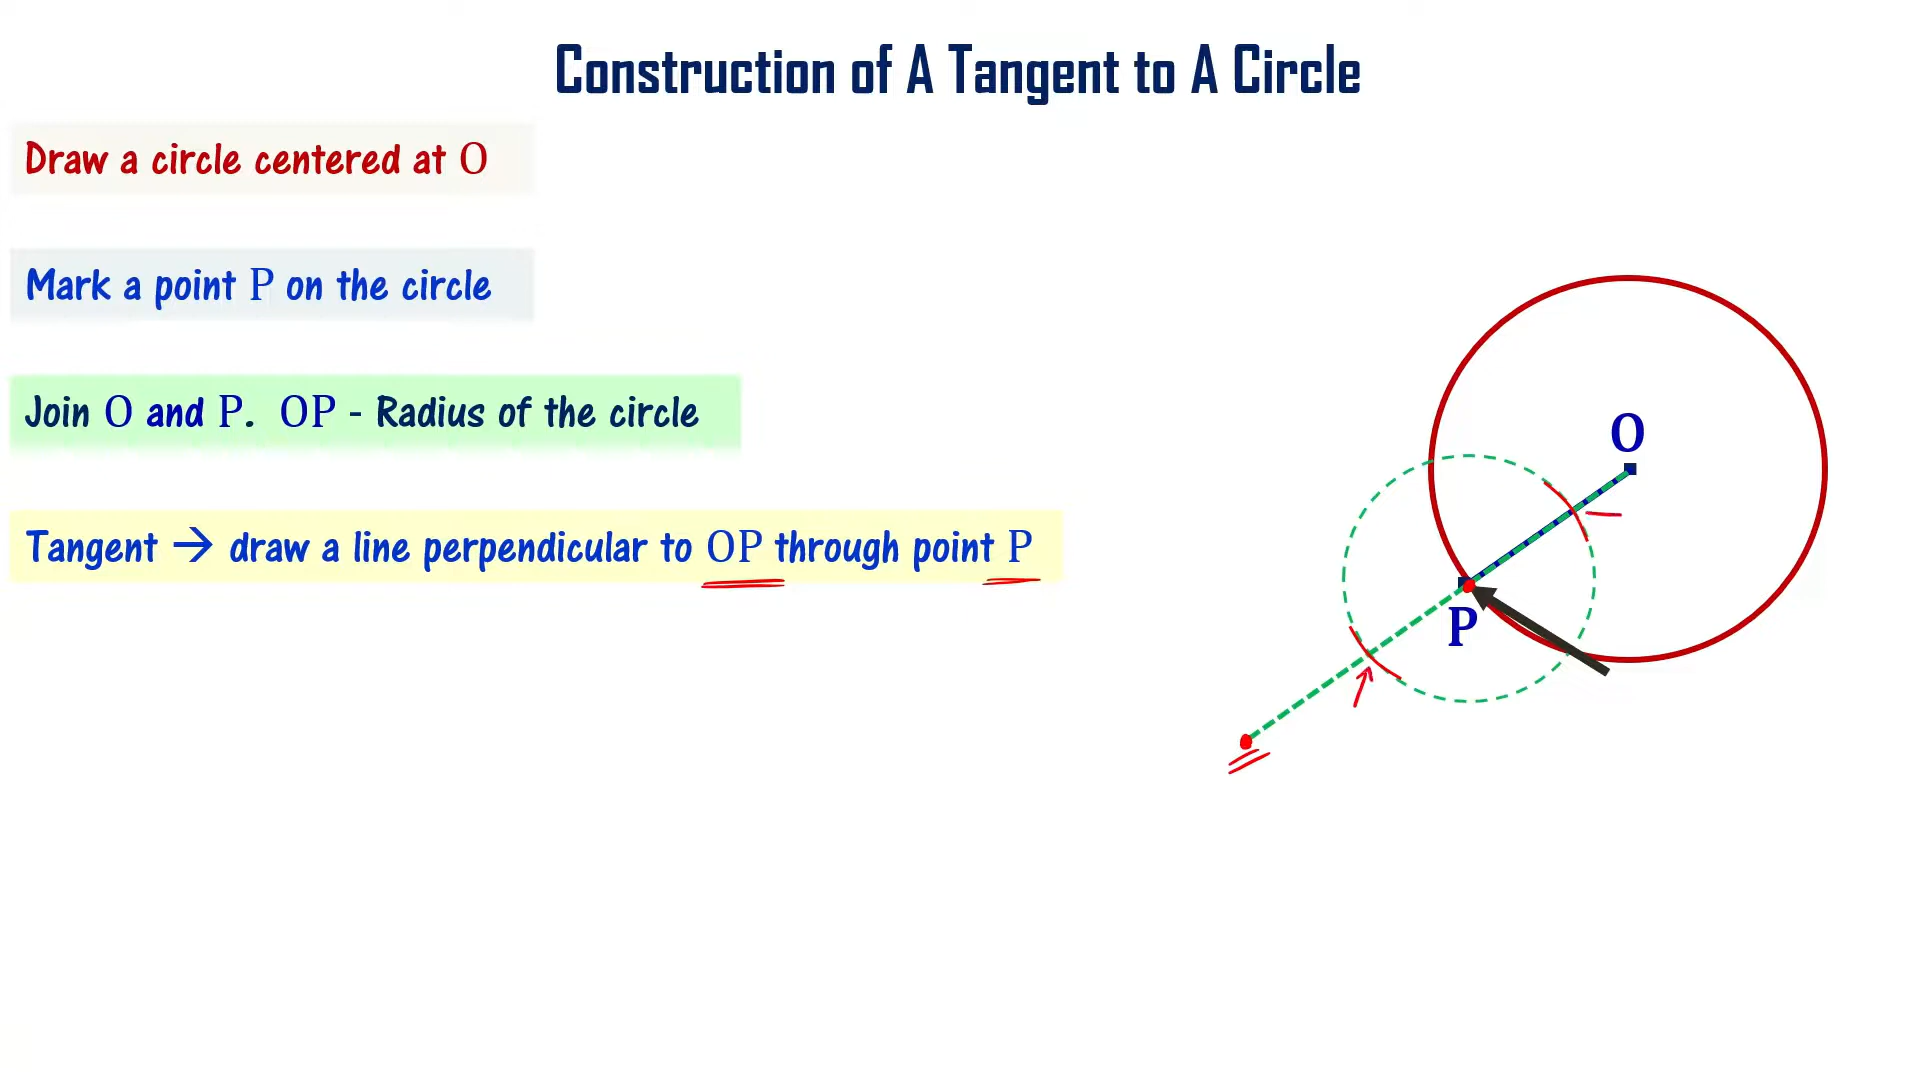 Construction of A Tangent to A Circle
Draw a circle centered at O
Mark a point P on the circle
Join O and P. OP - Radius of the circle
Tangent → draw a line perpendicular to OP through point P
O
P